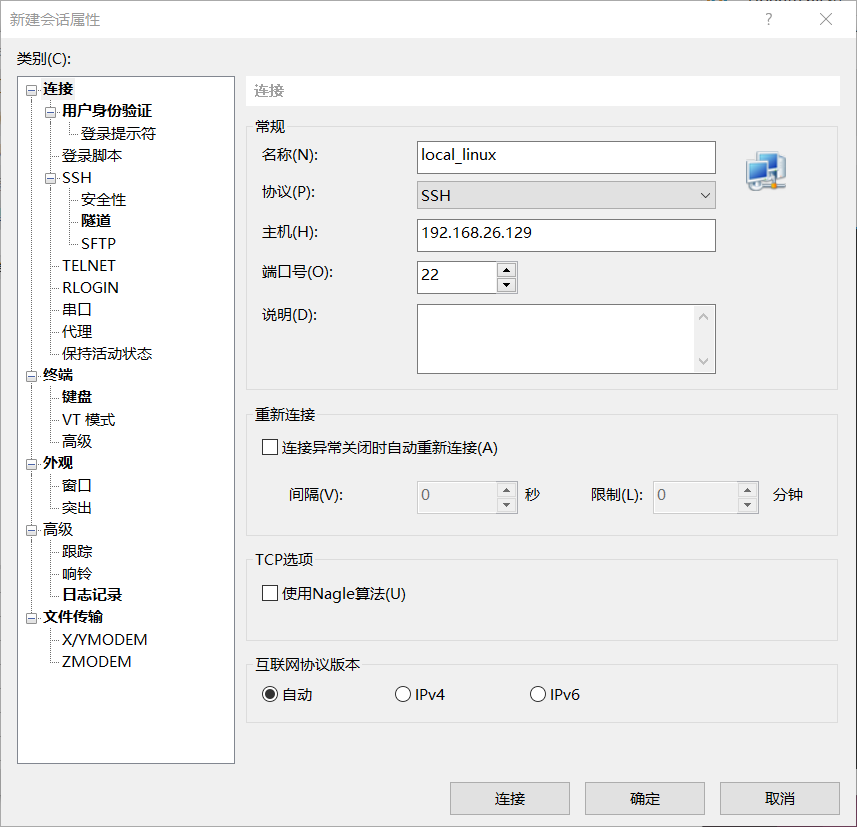 新建会话属性
类别(C):
连接
用户身份验证
登录提示符
登录脚本
SSH
安全性
隧道
SFTP
TELNET
RLOGIN
串口
代理
保持活动状态
终端
键盘
VT 模式
高级
外观
窗口
突出
高级
跟踪
响铃
日志记录
文件传输
X/YMODEM
ZMODEM
连接
常规
名称(N): local_linux
协议(P): SSH
主机(H): 192.168.26.129
端口号(O): 22
说明(D):
重新连接
连接异常关闭时自动重新连接(A)
间隔(V): 0 秒 限制(L): 0 分钟
TCP选项
使用Nagle算法(U)
互联网协议版本
自动 IPv4 IPv6
连接 确定 取消